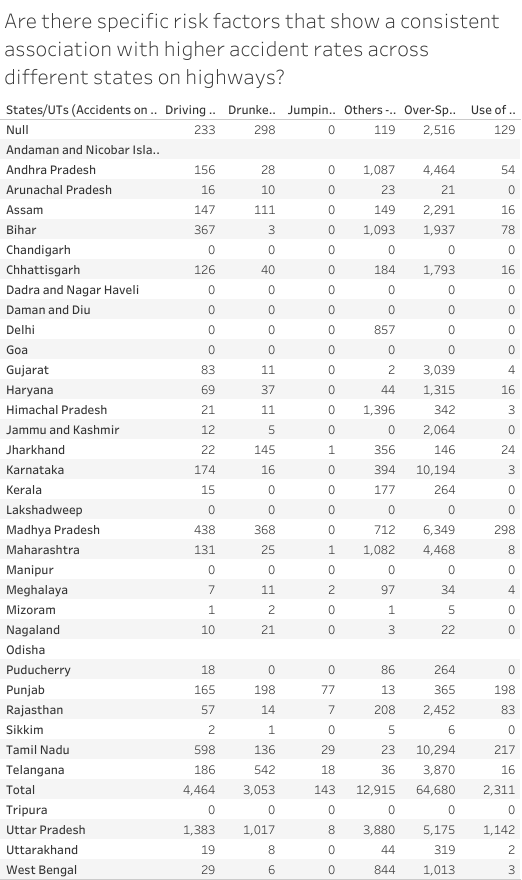 Are there specific risk factors that show a consistent
association with higher accident rates across
different states on highways?
States/UTs (Accidents on .. Driving .. Drunke.. Jumpin.. Others -.. Over-Sp.. Use of ..
Null 233 298 0 119 2,516 129
Andaman and Nicobar Isla..
Andhra Pradesh 156 28 0 1,087 4,464 54
Arunachal Pradesh 16 10 0 23 21 0
Assam 147 111 0 149 2,291 16
Bihar 367 3 0 1,093 1,937 78
Chandigarh 0 0 0 0 0 0
Chhattisgarh 126 40 0 184 1,793 16
Dadra and Nagar Haveli 0 0 0 0 0 0
Daman and Diu 0 0 0 0 0 0
Delhi 0 0 0 857 0 0
Goa 0 0 0 0 0 0
Gujarat 83 11 0 2 3,039 4
Haryana 69 37 0 44 1,315 16
Himachal Pradesh 21 11 0 1,396 342 3
Jammu and Kashmir 12 5 0 0 2,064 0
Jharkhand 22 145 1 356 146 24
Karnataka 174 16 0 394 10,194 3
Kerala 15 0 0 177 264 0
Lakshadweep 0 0 0 0 0 0
Madhya Pradesh 438 368 0 712 6,349 298
Maharashtra 131 25 1 1,082 4,468 8
Manipur 0 0 0 0 0 0
Meghalaya 7 11 2 97 34 4
Mizoram 1 2 0 1 5 0
Nagaland 10 21 0 3 22 0
Odisha
Puducherry 18 0 0 86 264 0
Punjab 165 198 77 13 365 198
Rajasthan 57 14 7 208 2,452 83
Sikkim 2 1 0 5 6 0
Tamil Nadu 598 136 29 23 10,294 217
Telangana 186 542 18 36 3,870 16
Total 4,464 3,053 143 12,915 64,680 2,311
Tripura 0 0 0 0 0 0
Uttar Pradesh 1,383 1,017 8 3,880 5,175 1,142
Uttarakhand 19 8 0 44 319 2
West Bengal 29 6 0 844 1,013 3